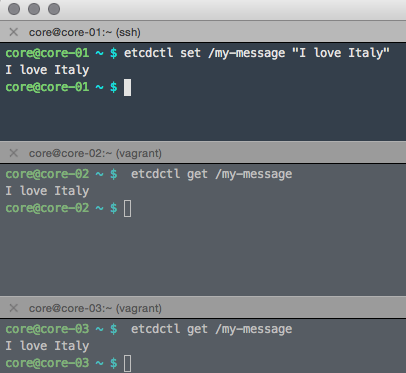 core@core-01:~ (ssh)
core@core-01 ~ $ etcdctl set /my-message "I love Italy"
I love Italy
core@core-01 ~ $
core@core-02:~ (vagrant)
core@core-02 ~ $  etcdctl get /my-message
I love Italy
core@core-02 ~ $
core@core-03:~ (vagrant)
core@core-03 ~ $  etcdctl get /my-message
I love Italy
core@core-03 ~ $